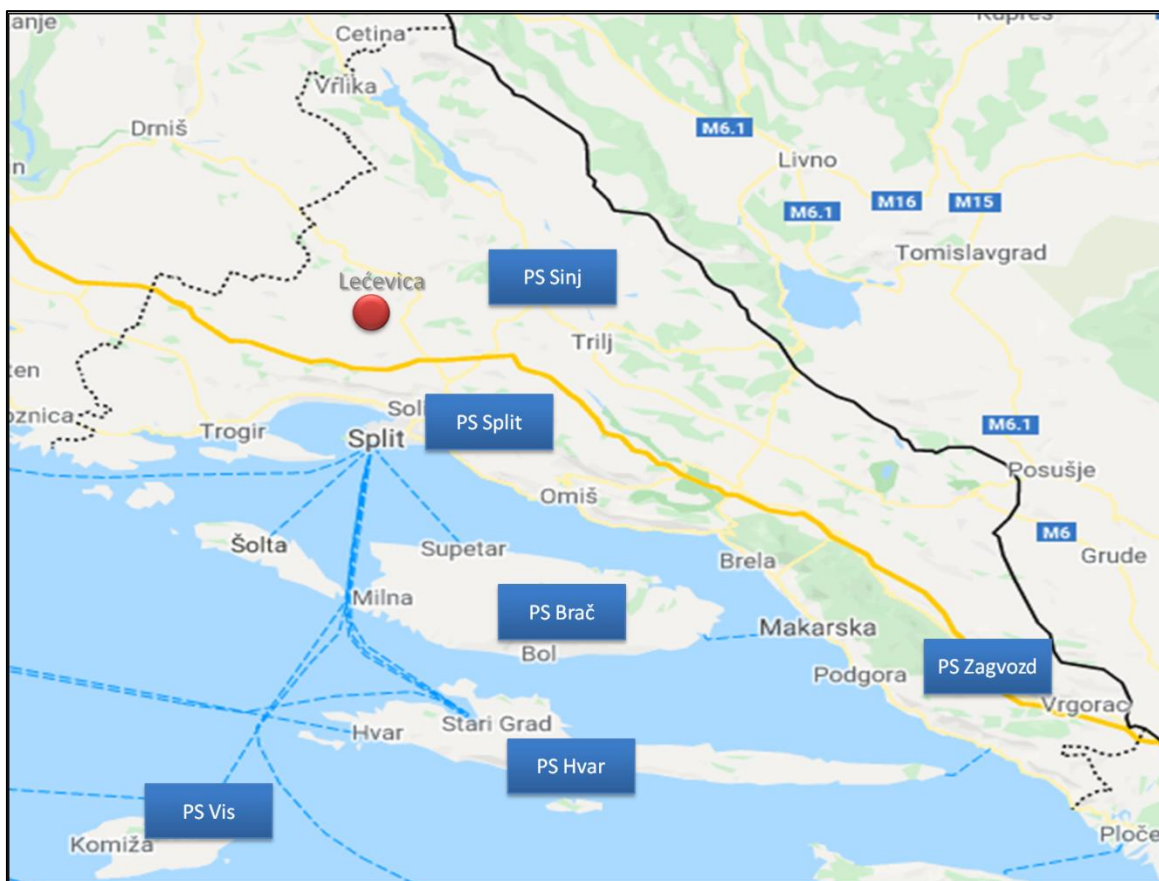 anje
Kupres
Cetina
Vrlika
Drniš
M6.1
Livno
n
M6.1
M16
M15
Tomislavgrad
Lećevica
PS Sinj
Trilj
zen
oznica
Trogir
Sol
Split
PS Split
M6.1
Posušje
Omiš
M6
Grude
Šolta
Supetar
Brela
Milna
PS Brač
Makarska
Bol
Podgora
PS Zagvozd
Vrgorac
Hvar
Stari Grad
PS Hvar
PS Vis
Komiža
Ploče